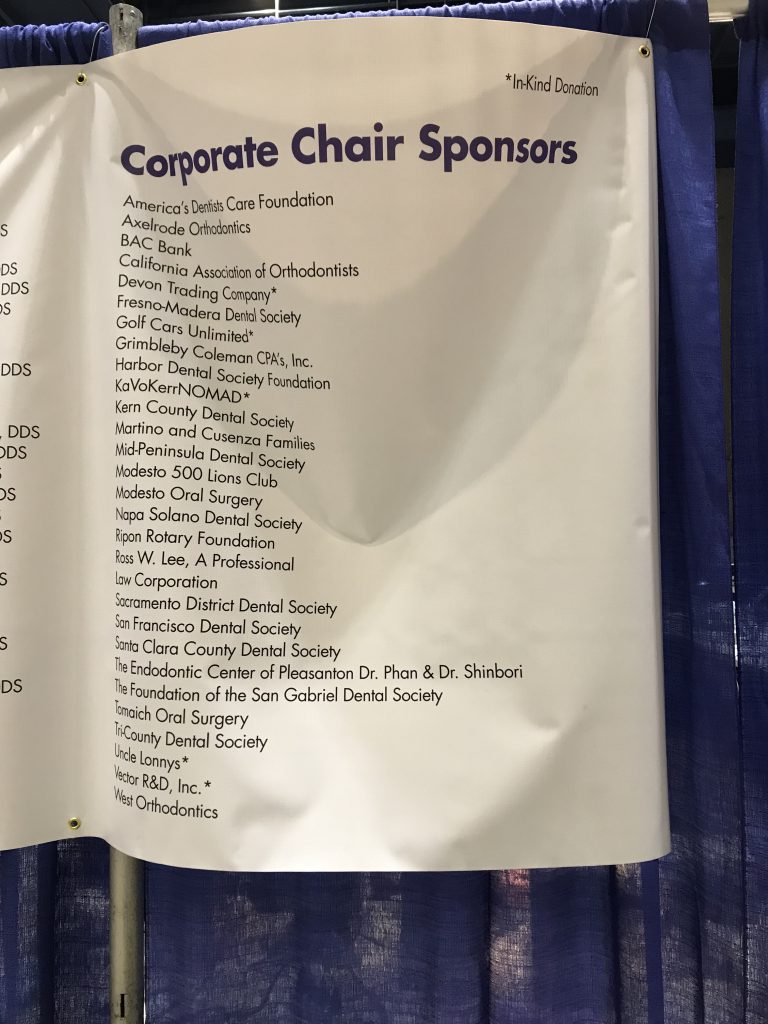 *In-Kind Donation
Corporate Chair Sponsors
America's Dentists Care Foundation
Axelrode Orthodontics
BAC Bank
California Association of Orthodontists
Devon Trading Company*
Fresno-Madera Dental Society
Golf Cars Unlimited*
Grimbleby Coleman CPA's, Inc.
Harbor Dental Society Foundation
KaVoKerrNOMAD*
Kern County Dental Society
Martino and Cusenza Families
Mid-Peninsula Dental Society
Modesto 500 Lions Club
Modesto Oral Surgery
Napa Solano Dental Society
Ripon Rotary Foundation
Ross W. Lee, A Professional
Law Corporation
Sacramento District Dental Society
San Francisco Dental Society
Santa Clara County Dental Society
The Endodontic Center of Pleasanton Dr. Phan & Dr. Shinbori
The Foundation of the San Gabriel Dental Society
Tomaich Oral Surgery
Tri-County Dental Society
Uncle Lonnys*
Vector R&D, Inc.*
West Orthodontics
DDS
DDS
, DDS